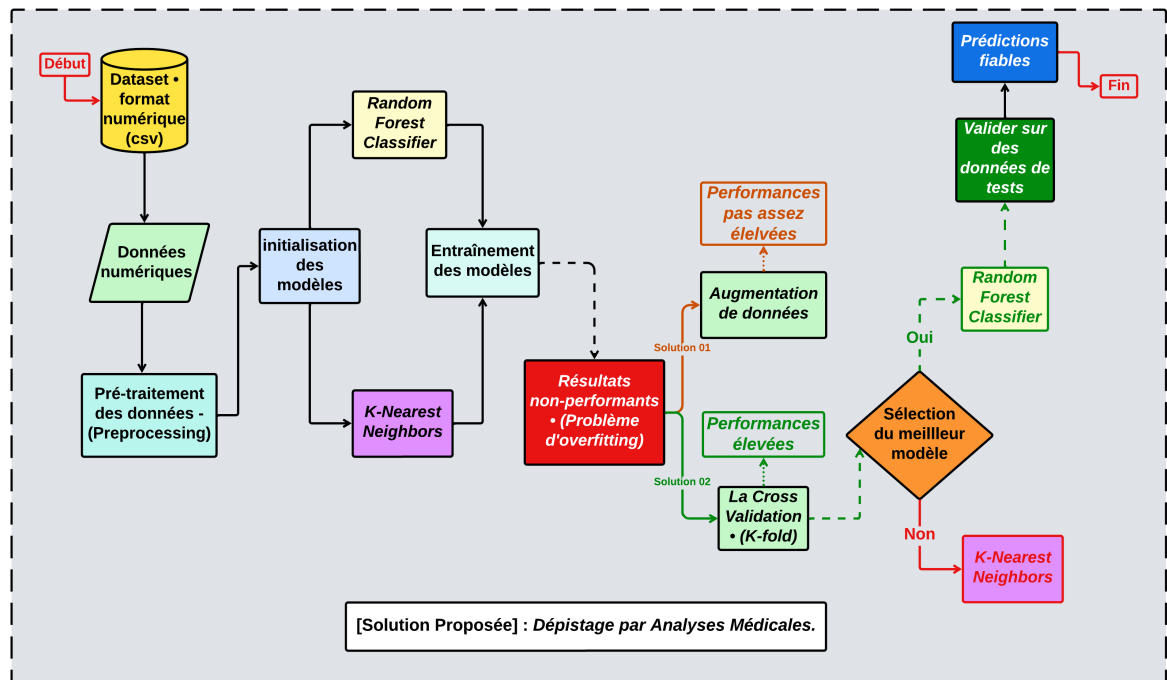 Début
Dataset •
format
numérique
(csv)
Données
numériques
Pré-traitement
des données -
(Preprocessing)
initialisation
des
modèles
Random
Forest
Classifier
K-Nearest
Neighbors
Entraînement
des modèles
Résultats
non-performants
• (Problème
d'overfitting)
Solution 01
Augmentation
de données
Performances
pas assez
élelvées
Solution 02
La Cross
Validation
• (K-fold)
Performances
élevées
Sélection
du meillleur
modèle
Oui
Random
Forest
Classifier
Non
K-Nearest
Neighbors
Valider sur
des
données de
tests
Prédictions
fiables
Fin
[Solution Proposée] : Dépistage par Analyses Médicales.